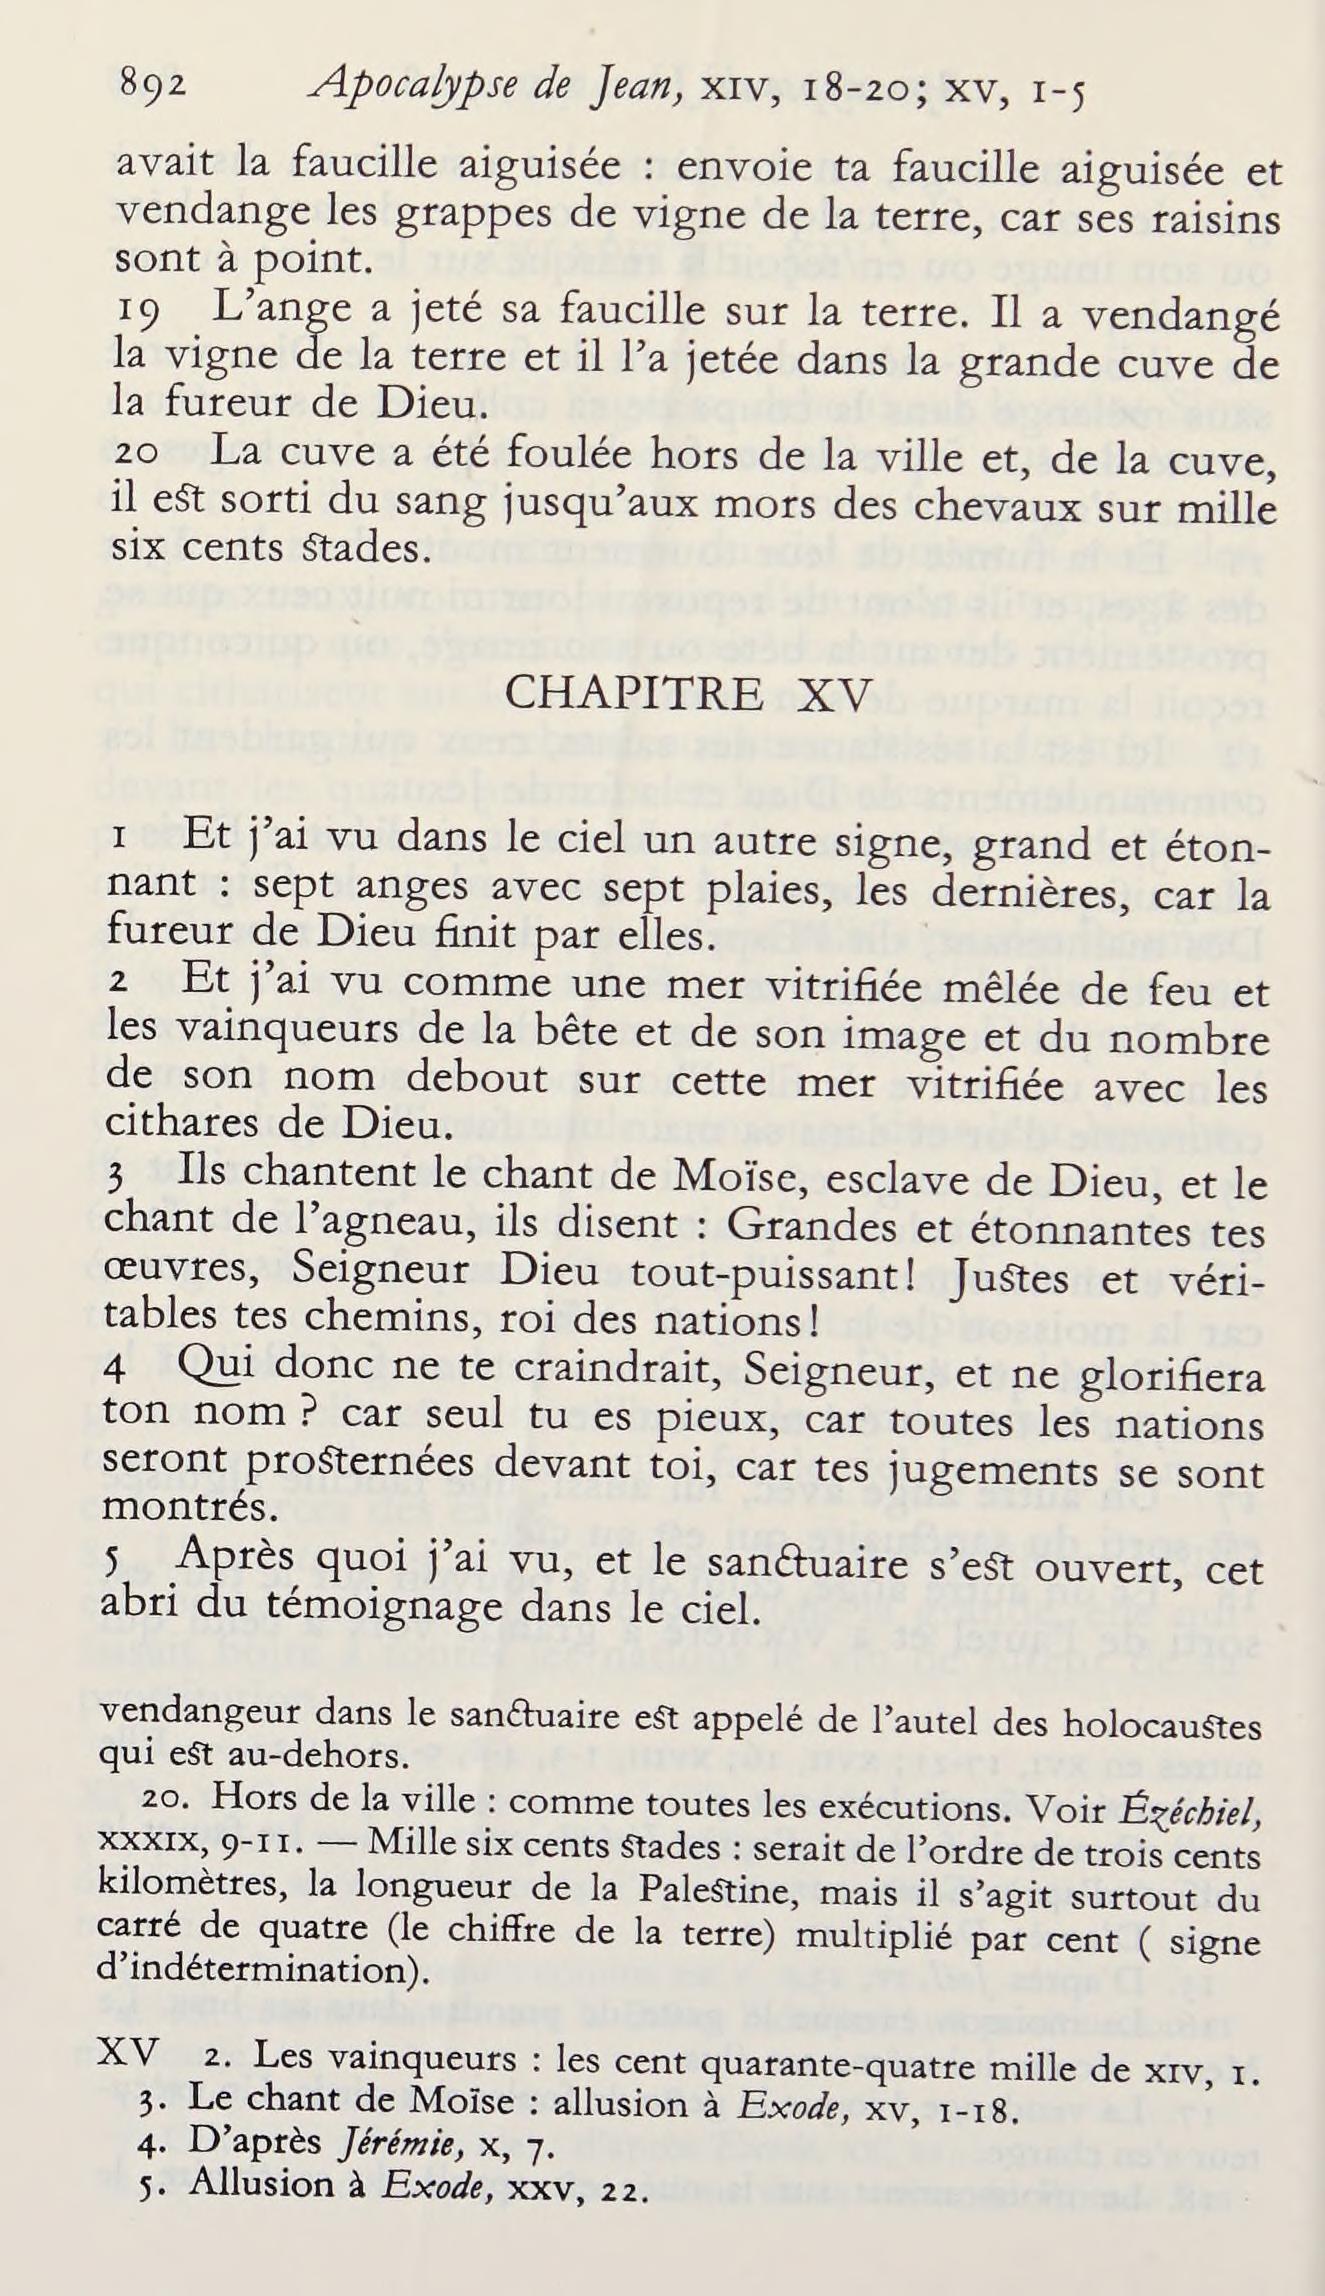 892 Apocalypse de Jean, XIV, 18-20; XV, 1-5
avait la faucille aiguisée : envoie ta faucille aiguisée et
vendange les grappes de vigne de la terre, car ses raisins
sont à point.
19 L’ange a jeté sa faucille sur la terre. Il a vendangé
la vigne de la terre et il l’a jetée dans la grande cuve de
la fureur de Dieu.
20 La cuve a été foulée hors de la ville et, de la cuve,
il est sorti du sang jusqu’aux mors des chevaux sur mille
six cents stades.
CHAPITRE XV
1 Et j’ai vu dans le ciel un autre signe, grand et éton-
nant : sept anges avec sept plaies, les dernières, car la
fureur de Dieu finit par elles.
2 Et j’ai vu comme une mer vitrifiée mêlée de feu et
les vainqueurs de la bête et de son image et du nombre
de son nom debout sur cette mer vitrifiée avec les
cithares de Dieu.
3 Ils chantent le chant de Moïse, esclave de Dieu, et le
chant de l’agneau, ils disent : Grandes et étonnantes tes
œuvres, Seigneur Dieu tout-puissant! Justes et véri-
tables tes chemins, roi des nations!
4 Qui donc ne te craindrait, Seigneur, et ne glorifiera
ton nom ? car seul tu es pieux, car toutes les nations
seront prosternées devant toi, car tes jugements se sont
montrés.
5 Après quoi j’ai vu, et le sanctuaire s’est ouvert, cet
abri du témoignage dans le ciel.
vendangeur dans le sanctuaire est appelé de l’autel des holocaustes
qui est au-dehors.
20. Hors de la ville : comme toutes les exécutions. Voir Ézéchiel,
XXXIX, 9-11. — Mille six cents stades : serait de l’ordre de trois cents
kilomètres, la longueur de la Palestine, mais il s’agit surtout du
carré de quatre (le chiffre de la terre) multiplié par cent ( signe
d’indétermination).
XV 2. Les vainqueurs : les cent quarante-quatre mille de XIV, 1.
3. Le chant de Moïse : allusion à Exode, XV, 1-18.
4. D’après Jérémie, X, 7.
5. Allusion à Exode, XXV, 22.